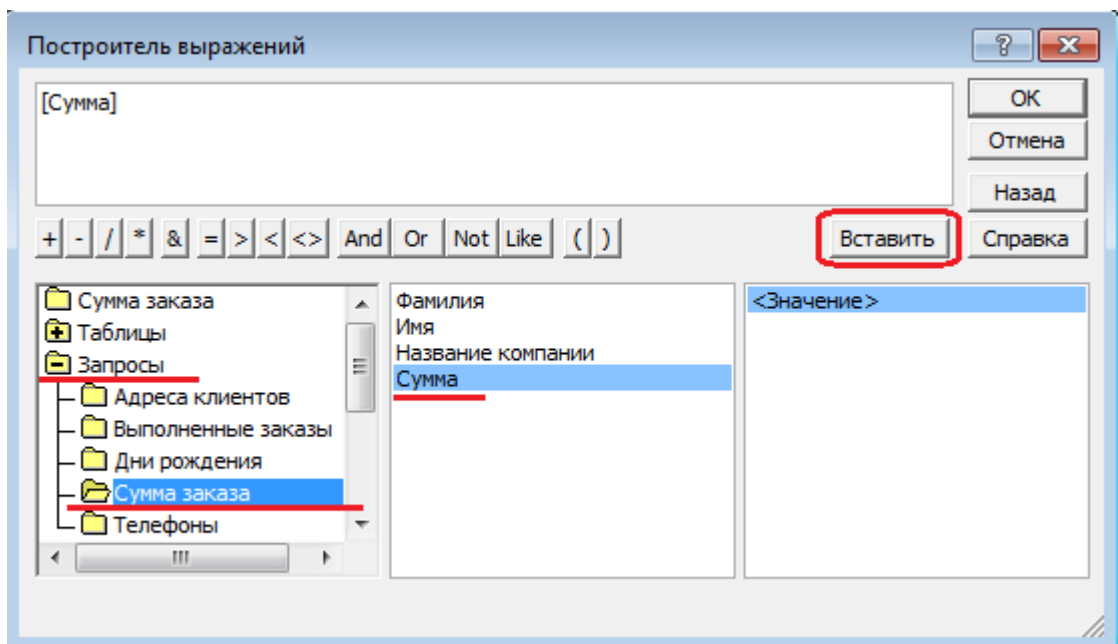 Построитель выражений
[Сумма]
ОК
Отмена
Назад
+ - / * & = > < <> And Or Not Like ( ) Вставить Справка
Сумма заказа
Таблицы
Запросы
Адреса клиентов
Выполненные заказы
Дни рождения
Сумма заказа
Телефоны
Фамилия
Имя
Название компании
Сумма
<Значение>